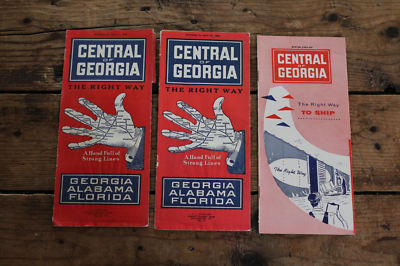 CENTRAL
OF
GEORGIA
THE RIGHT WAY
A Hand Full of
Strong Lines
GEORGIA
ALABAMA
FLORIDA
CENTRAL
OF
GEORGIA
THE RIGHT WAY
A Hand Full of
Strong Lines
GEORGIA
ALABAMA
FLORIDA
CENTRAL
OF
GEORGIA
The Right Way
TO SHIP
The Right Way